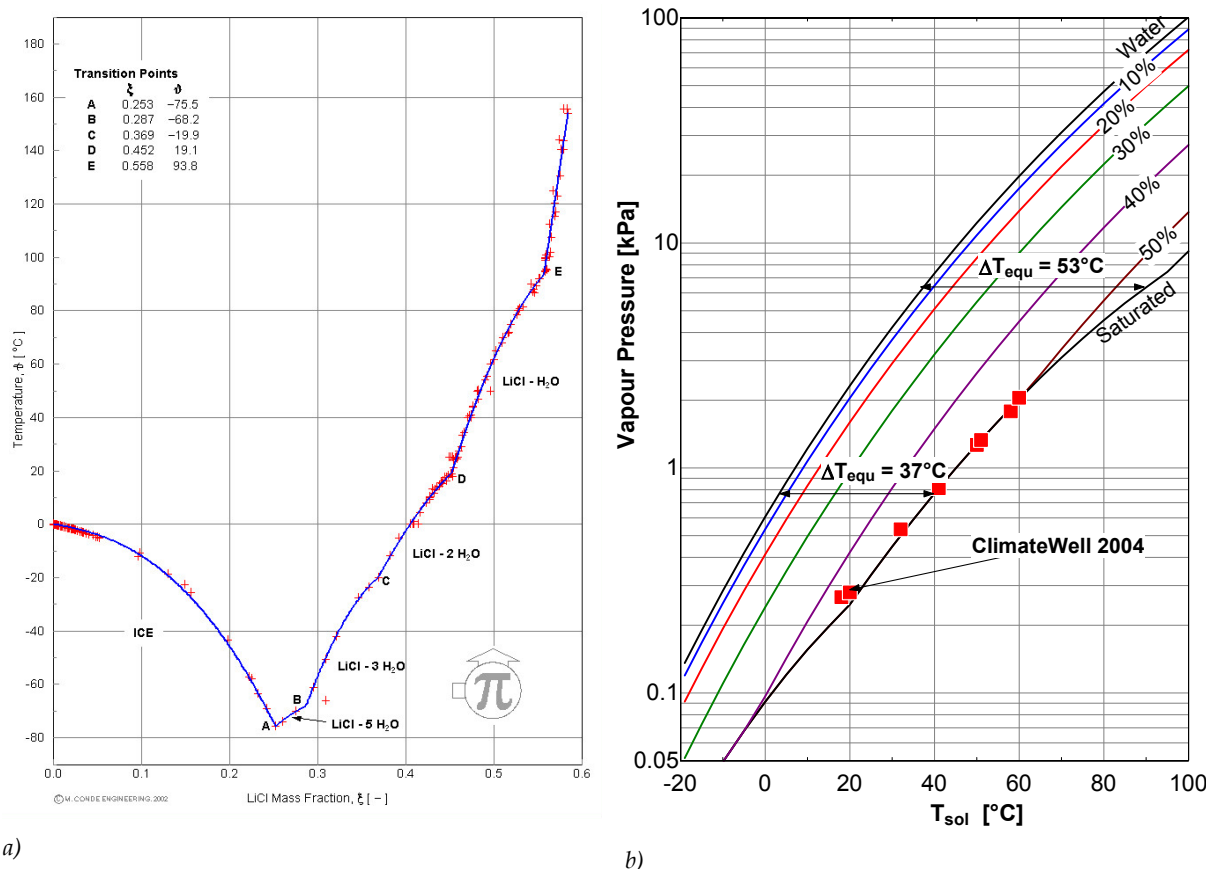 180
160
140
120
100
80
60
40
20
0
-20
-40
-60
-80
Temperature, ϑ [ °C ]
Transition Points
ξ ϑ
A 0.253 −75.5
B 0.287 −68.2
C 0.369 −19.9
D 0.452 19.1
E 0.558 93.8
E
LiCl - H₂O
D
LiCl - 2 H₂O
C
ICE
LiCl - 3 H₂O
B
A
LiCl - 5 H₂O
π
0.0 0.1 0.2 0.3 0.4 0.5 0.6
© M. CONDE ENGINEERING, 2002
LiCl Mass Fraction, ξ [ − ]
a)
100
10
1
0.1
0.05
Vapour Pressure [kPa]
Water
10%
20%
30%
40%
50%
Saturated
ΔTequ = 53°C
ΔTequ = 37°C
ClimateWell 2004
-20 0 20 40 60 80 100
Tsol [°C]
b)